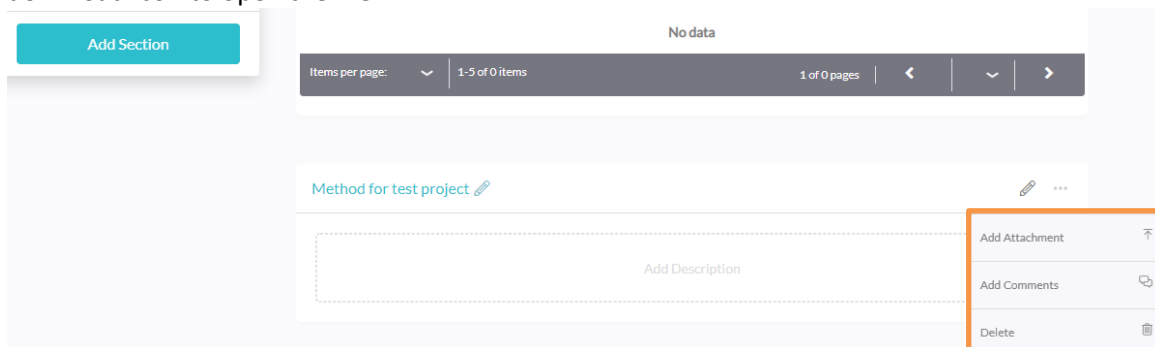 Add Section
No data
Items per page:
1-5 of 0 items
1 of 0 pages
Method for test project
Add Description
Add Attachment
Add Comments
Delete